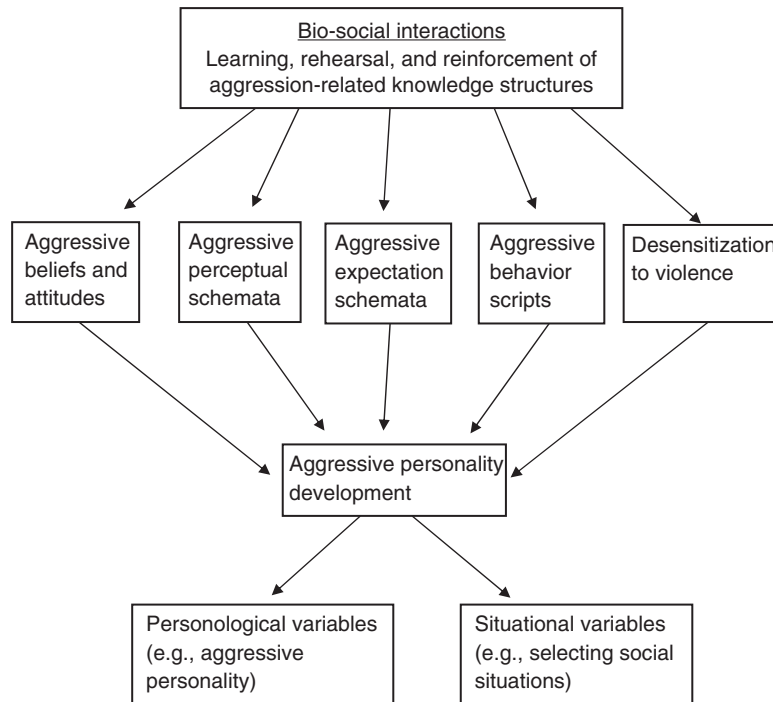 Bio-social interactions
Learning, rehearsal, and reinforcement of
aggression-related knowledge structures
Aggressive
beliefs and
attitudes
Aggressive
perceptual
schemata
Aggressive
expectation
schemata
Aggressive
behavior
scripts
Desensitization
to violence
Aggressive personality
development
Personological variables
(e.g., aggressive
personality)
Situational variables
(e.g., selecting social
situations)